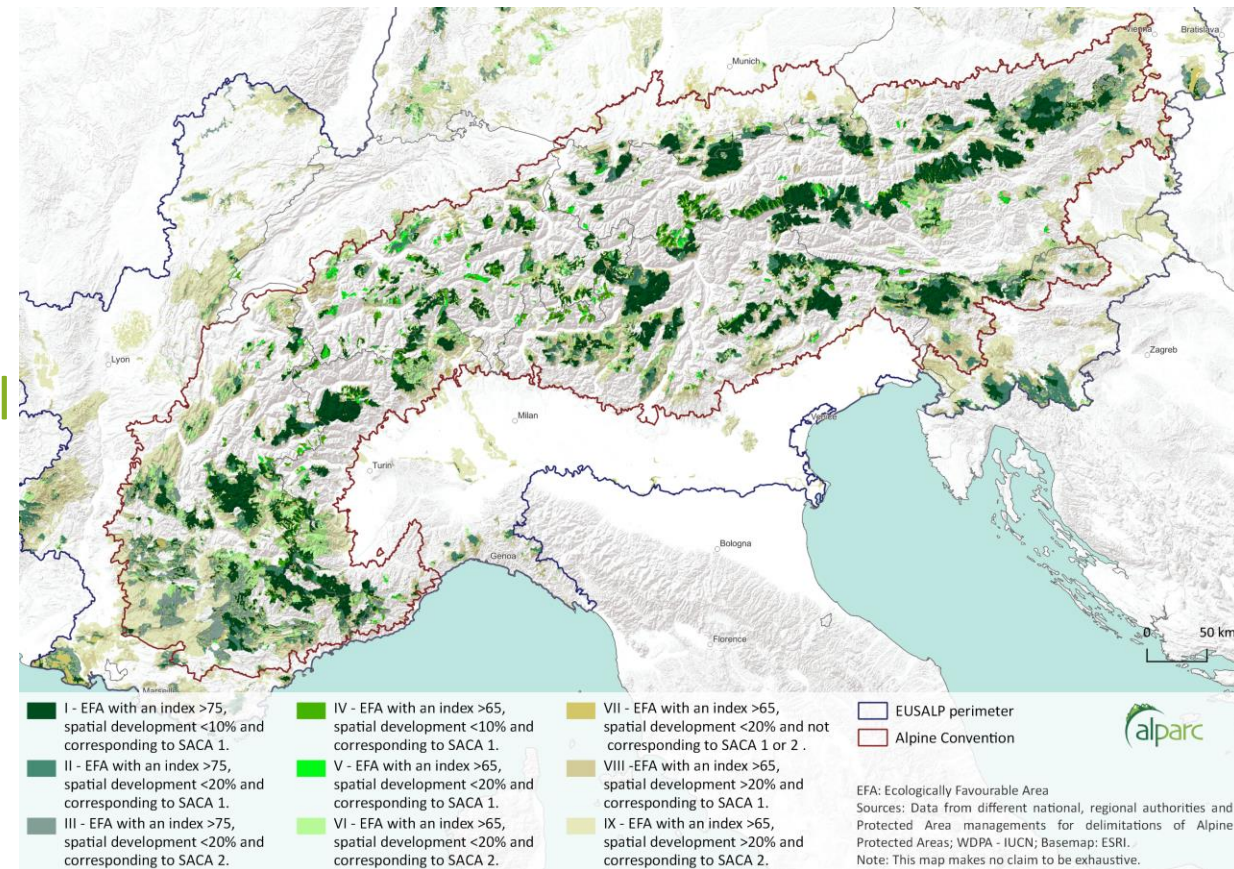 Vienna
Bratislava
Munich
Zagreb
Lyon
Milan
Venice
Turin
Bologna
Genoa
Florence
0 50 km
I - EFA with an index >75,
spatial development <10% and
corresponding to SACA 1.
II - EFA with an index >75,
spatial development <20% and
corresponding to SACA 1.
III - EFA with an index >75,
spatial development <20% and
corresponding to SACA 2.
IV - EFA with an index >65,
spatial development <10% and
corresponding to SACA 1.
V - EFA with an index >65,
spatial development <20% and
corresponding to SACA 1.
VI - EFA with an index >65,
spatial development <20% and
corresponding to SACA 2.
VII - EFA with an index >65,
spatial development <20% and not
corresponding to SACA 1 or 2 .
VIII -EFA with an index >65,
spatial development >20% and
corresponding to SACA 1.
IX - EFA with an index >65,
spatial development >20% and
corresponding to SACA 2.
EUSALP perimeter
Alpine Convention
alparc
EFA: Ecologically Favourable Area
Sources: Data from different national, regional authorities and
Protected Area managements for delimitations of Alpine
Protected Areas; WDPA - IUCN; Basemap: ESRI.
Note: This map makes no claim to be exhaustive.